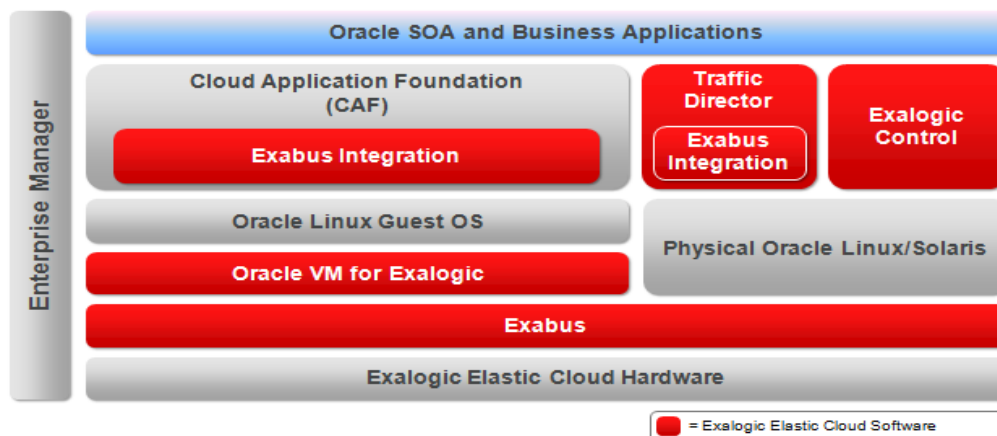 Enterprise Manager
Oracle SOA and Business Applications
Cloud Application Foundation
(CAF)
Exabus Integration
Traffic
Director
Exabus
Integration
Exalogic
Control
Oracle Linux Guest OS
Oracle VM for Exalogic
Physical Oracle Linux/Solaris
Exabus
Exalogic Elastic Cloud Hardware
= Exalogic Elastic Cloud Software